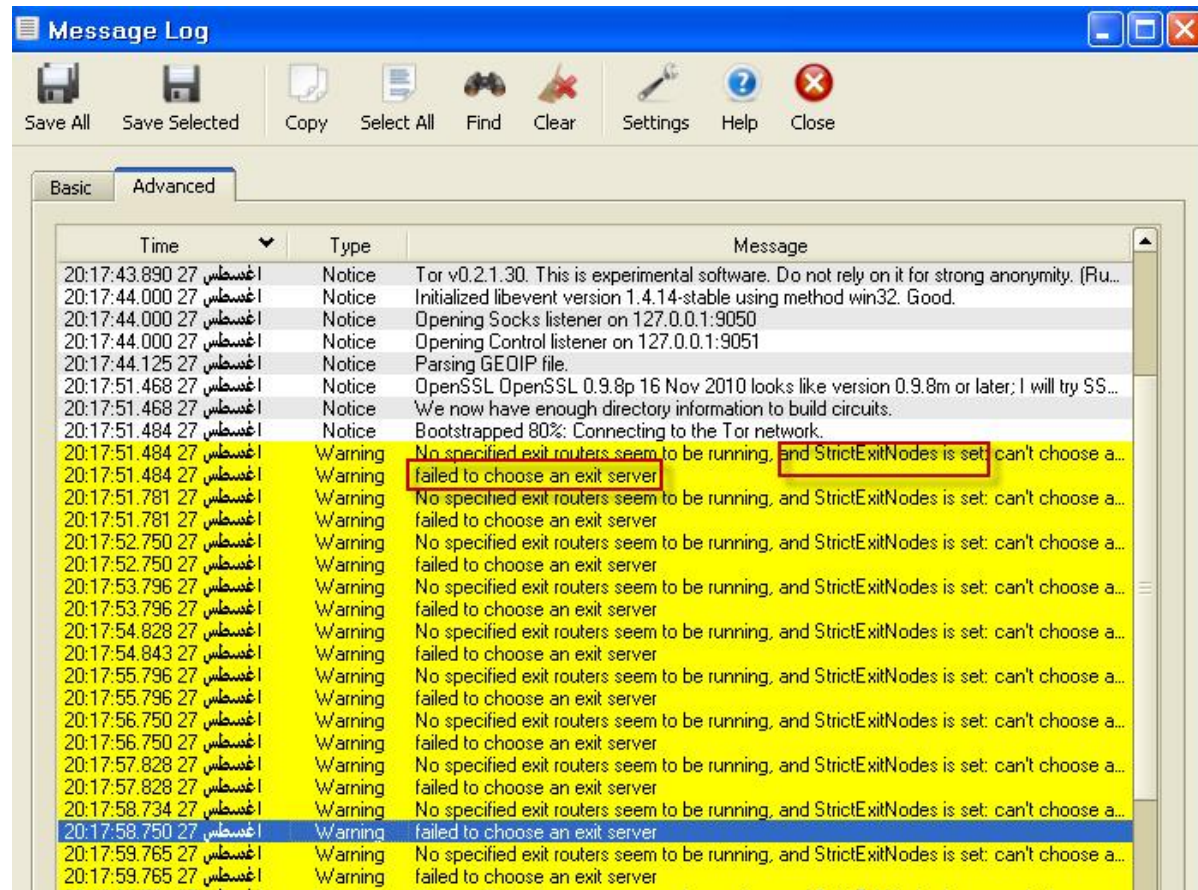 Message Log
Save All Save Selected Copy Select All Find Clear Settings Help Close
Basic Advanced
Time Type Message
20:17:43.890 27 اغسطس Notice Tor v0.2.1.30. This is experimental software. Do not rely on it for strong anonymity. (Ru...
20:17:44.000 27 اغسطس Notice Initialized libevent version 1.4.14-stable using method win32. Good.
20:17:44.000 27 اغسطس Notice Opening Socks listener on 127.0.0.1:9050
20:17:44.000 27 اغسطس Notice Opening Control listener on 127.0.0.1:9051
20:17:44.125 27 اغسطس Notice Parsing GEOIP file.
20:17:51.468 27 اغسطس Notice OpenSSL OpenSSL 0.9.8p 16 Nov 2010 looks like version 0.9.8m or later; I will try SS...
20:17:51.468 27 اغسطس Notice We now have enough directory information to build circuits.
20:17:51.484 27 اغسطس Notice Bootstrapped 80%: Connecting to the Tor network.
20:17:51.484 27 اغسطس Warning No specified exit routers seem to be running, and StrictExitNodes is set: can't choose a...
20:17:51.484 27 اغسطس Warning failed to choose an exit server
20:17:51.781 27 اغسطس Warning No specified exit routers seem to be running, and StrictExitNodes is set: can't choose a...
20:17:51.781 27 اغسطس Warning failed to choose an exit server
20:17:52.750 27 اغسطس Warning No specified exit routers seem to be running, and StrictExitNodes is set: can't choose a...
20:17:52.750 27 اغسطس Warning failed to choose an exit server
20:17:53.796 27 اغسطس Warning No specified exit routers seem to be running, and StrictExitNodes is set: can't choose a...
20:17:53.796 27 اغسطس Warning failed to choose an exit server
20:17:54.828 27 اغسطس Warning No specified exit routers seem to be running, and StrictExitNodes is set: can't choose a...
20:17:54.843 27 اغسطس Warning failed to choose an exit server
20:17:55.796 27 اغسطس Warning No specified exit routers seem to be running, and StrictExitNodes is set: can't choose a...
20:17:55.796 27 اغسطس Warning failed to choose an exit server
20:17:56.750 27 اغسطس Warning No specified exit routers seem to be running, and StrictExitNodes is set: can't choose a...
20:17:56.750 27 اغسطس Warning failed to choose an exit server
20:17:57.828 27 اغسطس Warning No specified exit routers seem to be running, and StrictExitNodes is set: can't choose a...
20:17:57.828 27 اغسطس Warning failed to choose an exit server
20:17:58.734 27 اغسطس Warning No specified exit routers seem to be running, and StrictExitNodes is set: can't choose a...
20:17:58.750 27 اغسطس Warning failed to choose an exit server
20:17:59.765 27 اغسطس Warning No specified exit routers seem to be running, and StrictExitNodes is set: can't choose a...
20:17:59.765 27 اغسطس Warning failed to choose an exit server